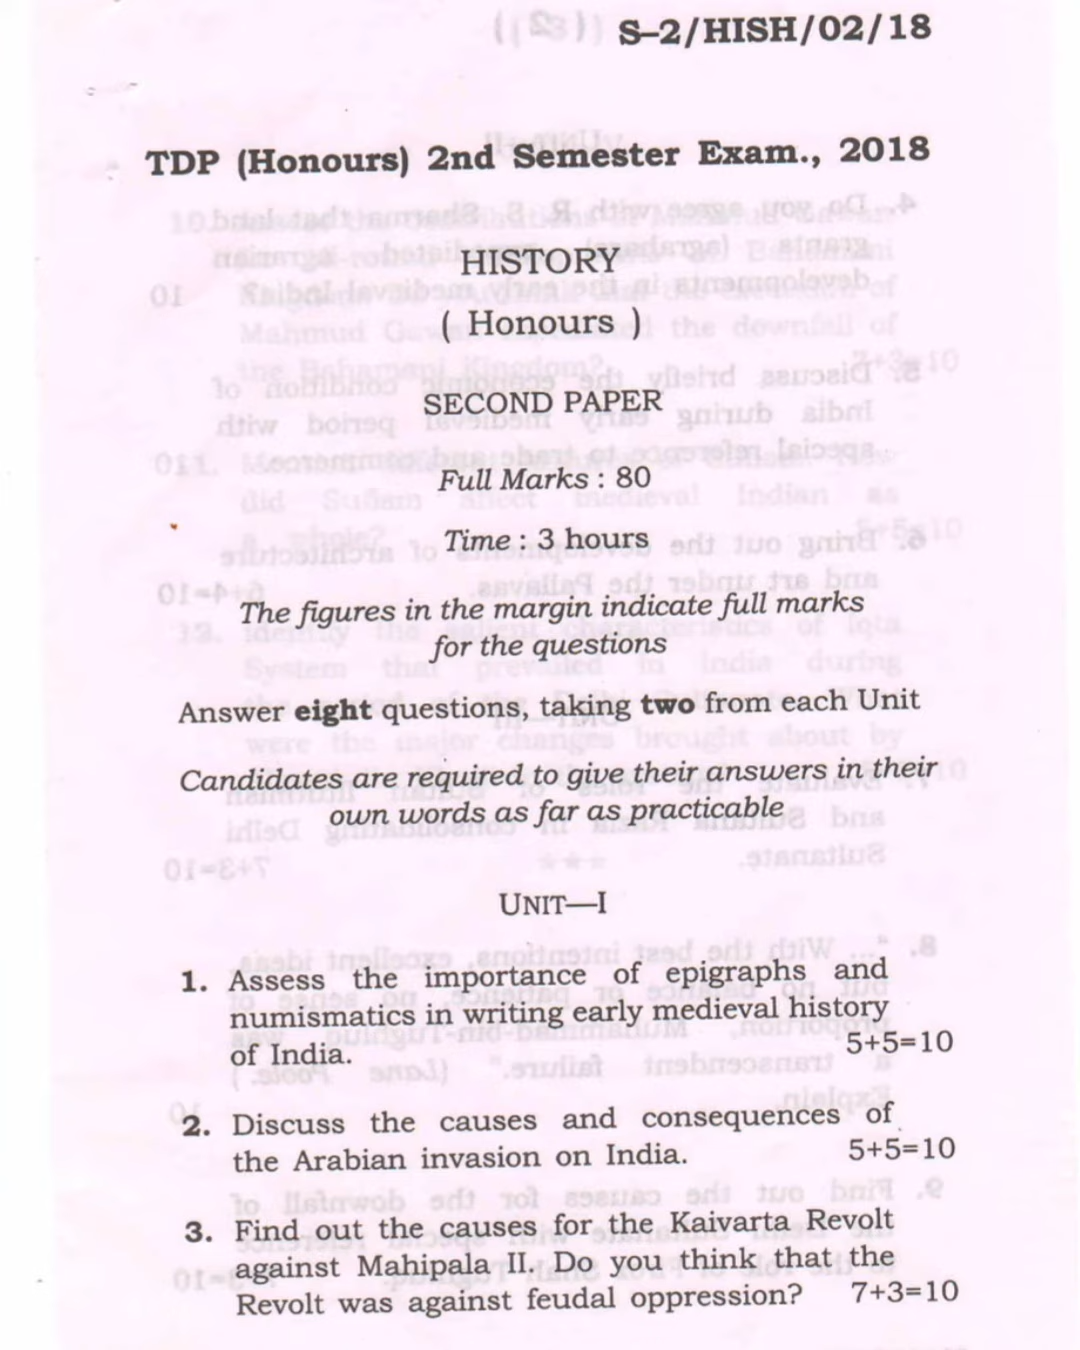 S–2/HISH/02/18
TDP (Honours) 2nd Semester Exam., 2018
HISTORY
( Honours )
SECOND PAPER
Full Marks : 80
Time : 3 hours
The figures in the margin indicate full marks
for the questions
Answer eight questions, taking two from each Unit
Candidates are required to give their answers in their
own words as far as practicable
UNIT—I
1. Assess the importance of epigraphs and
numismatics in writing early medieval history
of India. 5+5=10
2. Discuss the causes and consequences of
the Arabian invasion on India. 5+5=10
3. Find out the causes for the Kaivarta Revolt
against Mahipala II. Do you think that the
Revolt was against feudal oppression? 7+3=10